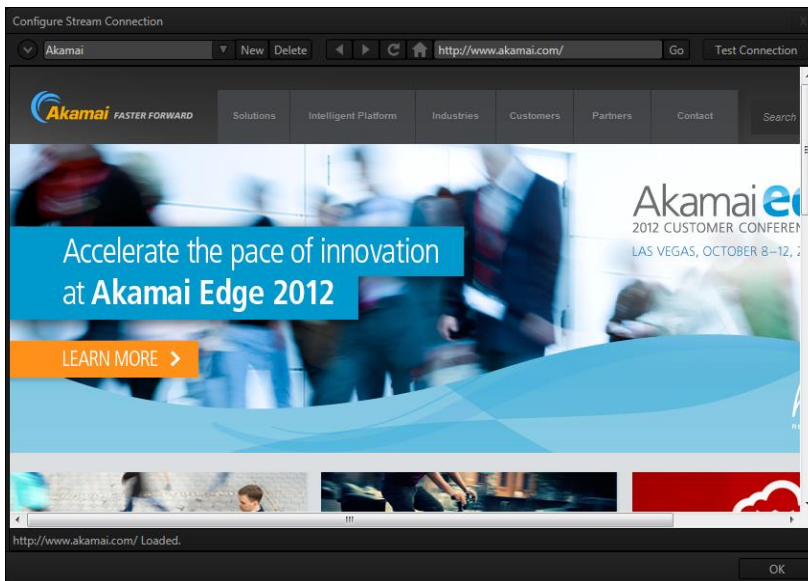 Configure Stream Connection
Akamai New Delete http://www.akamai.com/ Go Test Connection
Akamai FASTER FORWARD Solutions Intelligent Platform Industries Customers Partners Contact Search
Akamai
2012 CUSTOMER
LAS VEGAS, OCTOBER 8–12,
Accelerate the pace of innovation
at Akamai Edge 2012
LEARN MORE
http://www.akamai.com/ Loaded.
OK